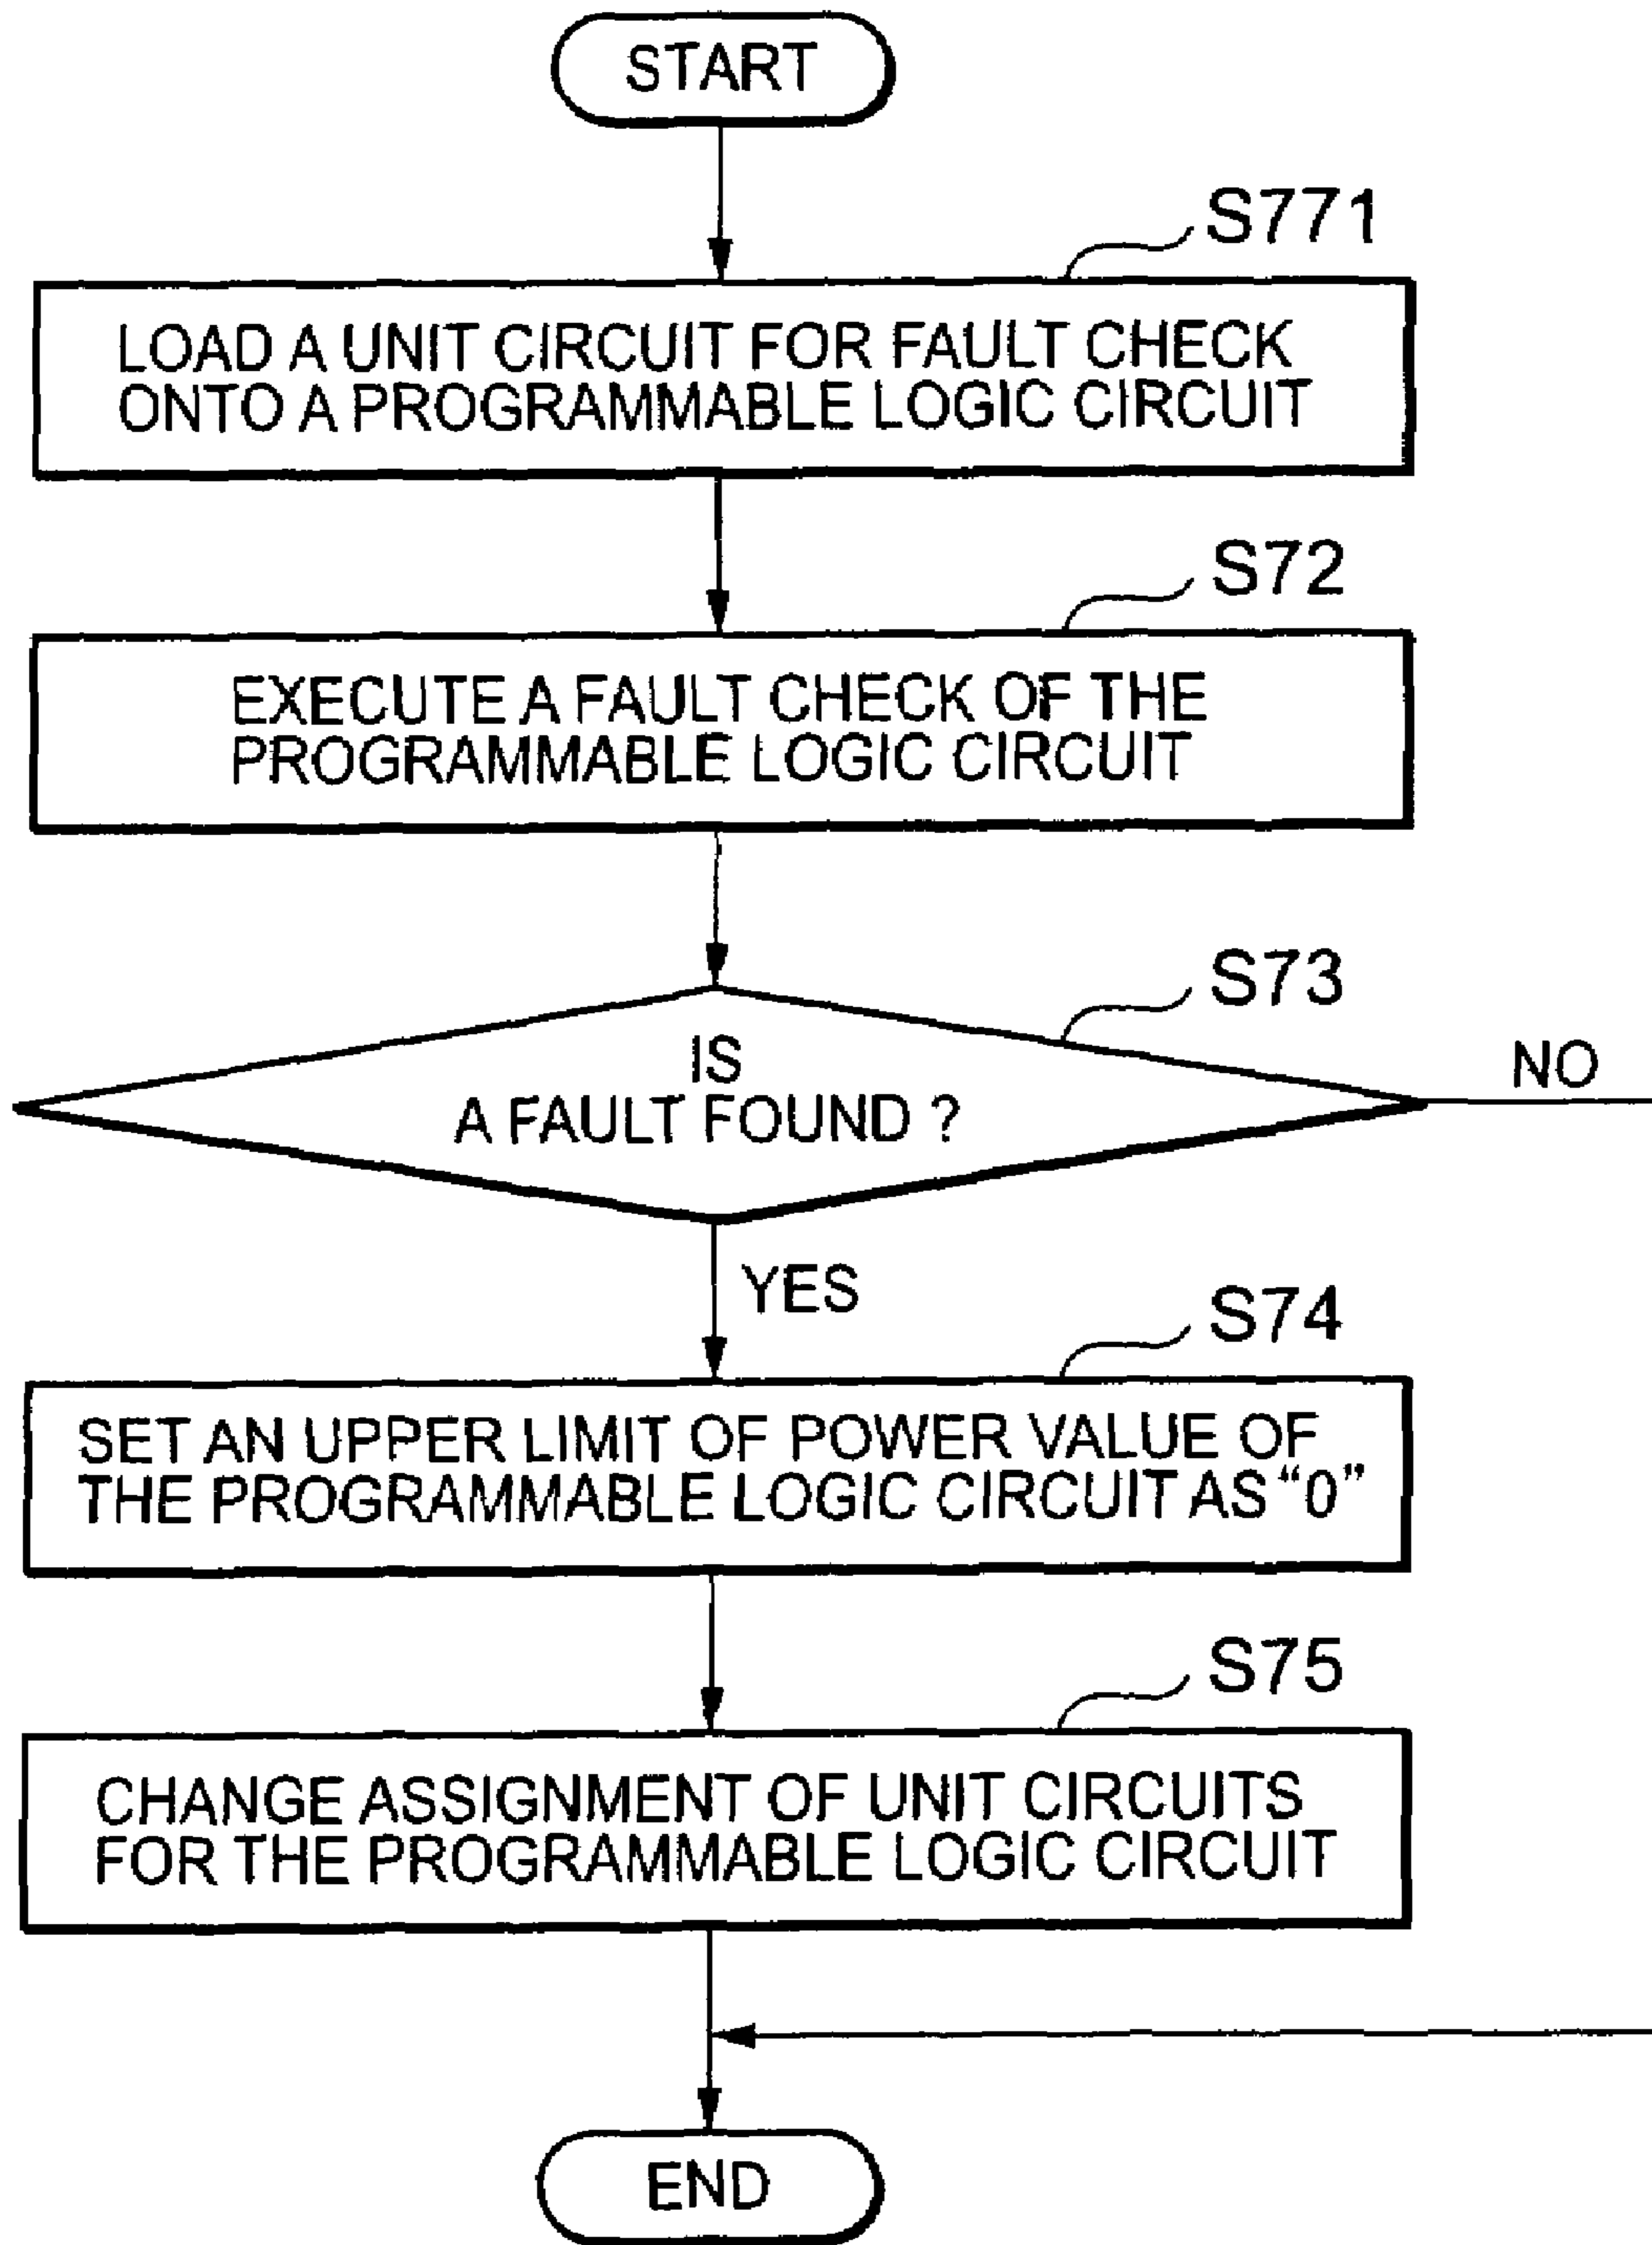 START
S771
LOAD A UNIT CIRCUIT FOR FAULT CHECK
ONTO A PROGRAMMABLE LOGIC CIRCUIT
S72
EXECUTE A FAULT CHECK OF THE
PROGRAMMABLE LOGIC CIRCUIT
S73
IS
A FAULT FOUND ?
NO
YES
S74
SET AN UPPER LIMIT OF POWER VALUE OF
THE PROGRAMMABLE LOGIC CIRCUIT AS “0”
S75
CHANGE ASSIGNMENT OF UNIT CIRCUITS
FOR THE PROGRAMMABLE LOGIC CIRCUIT
END